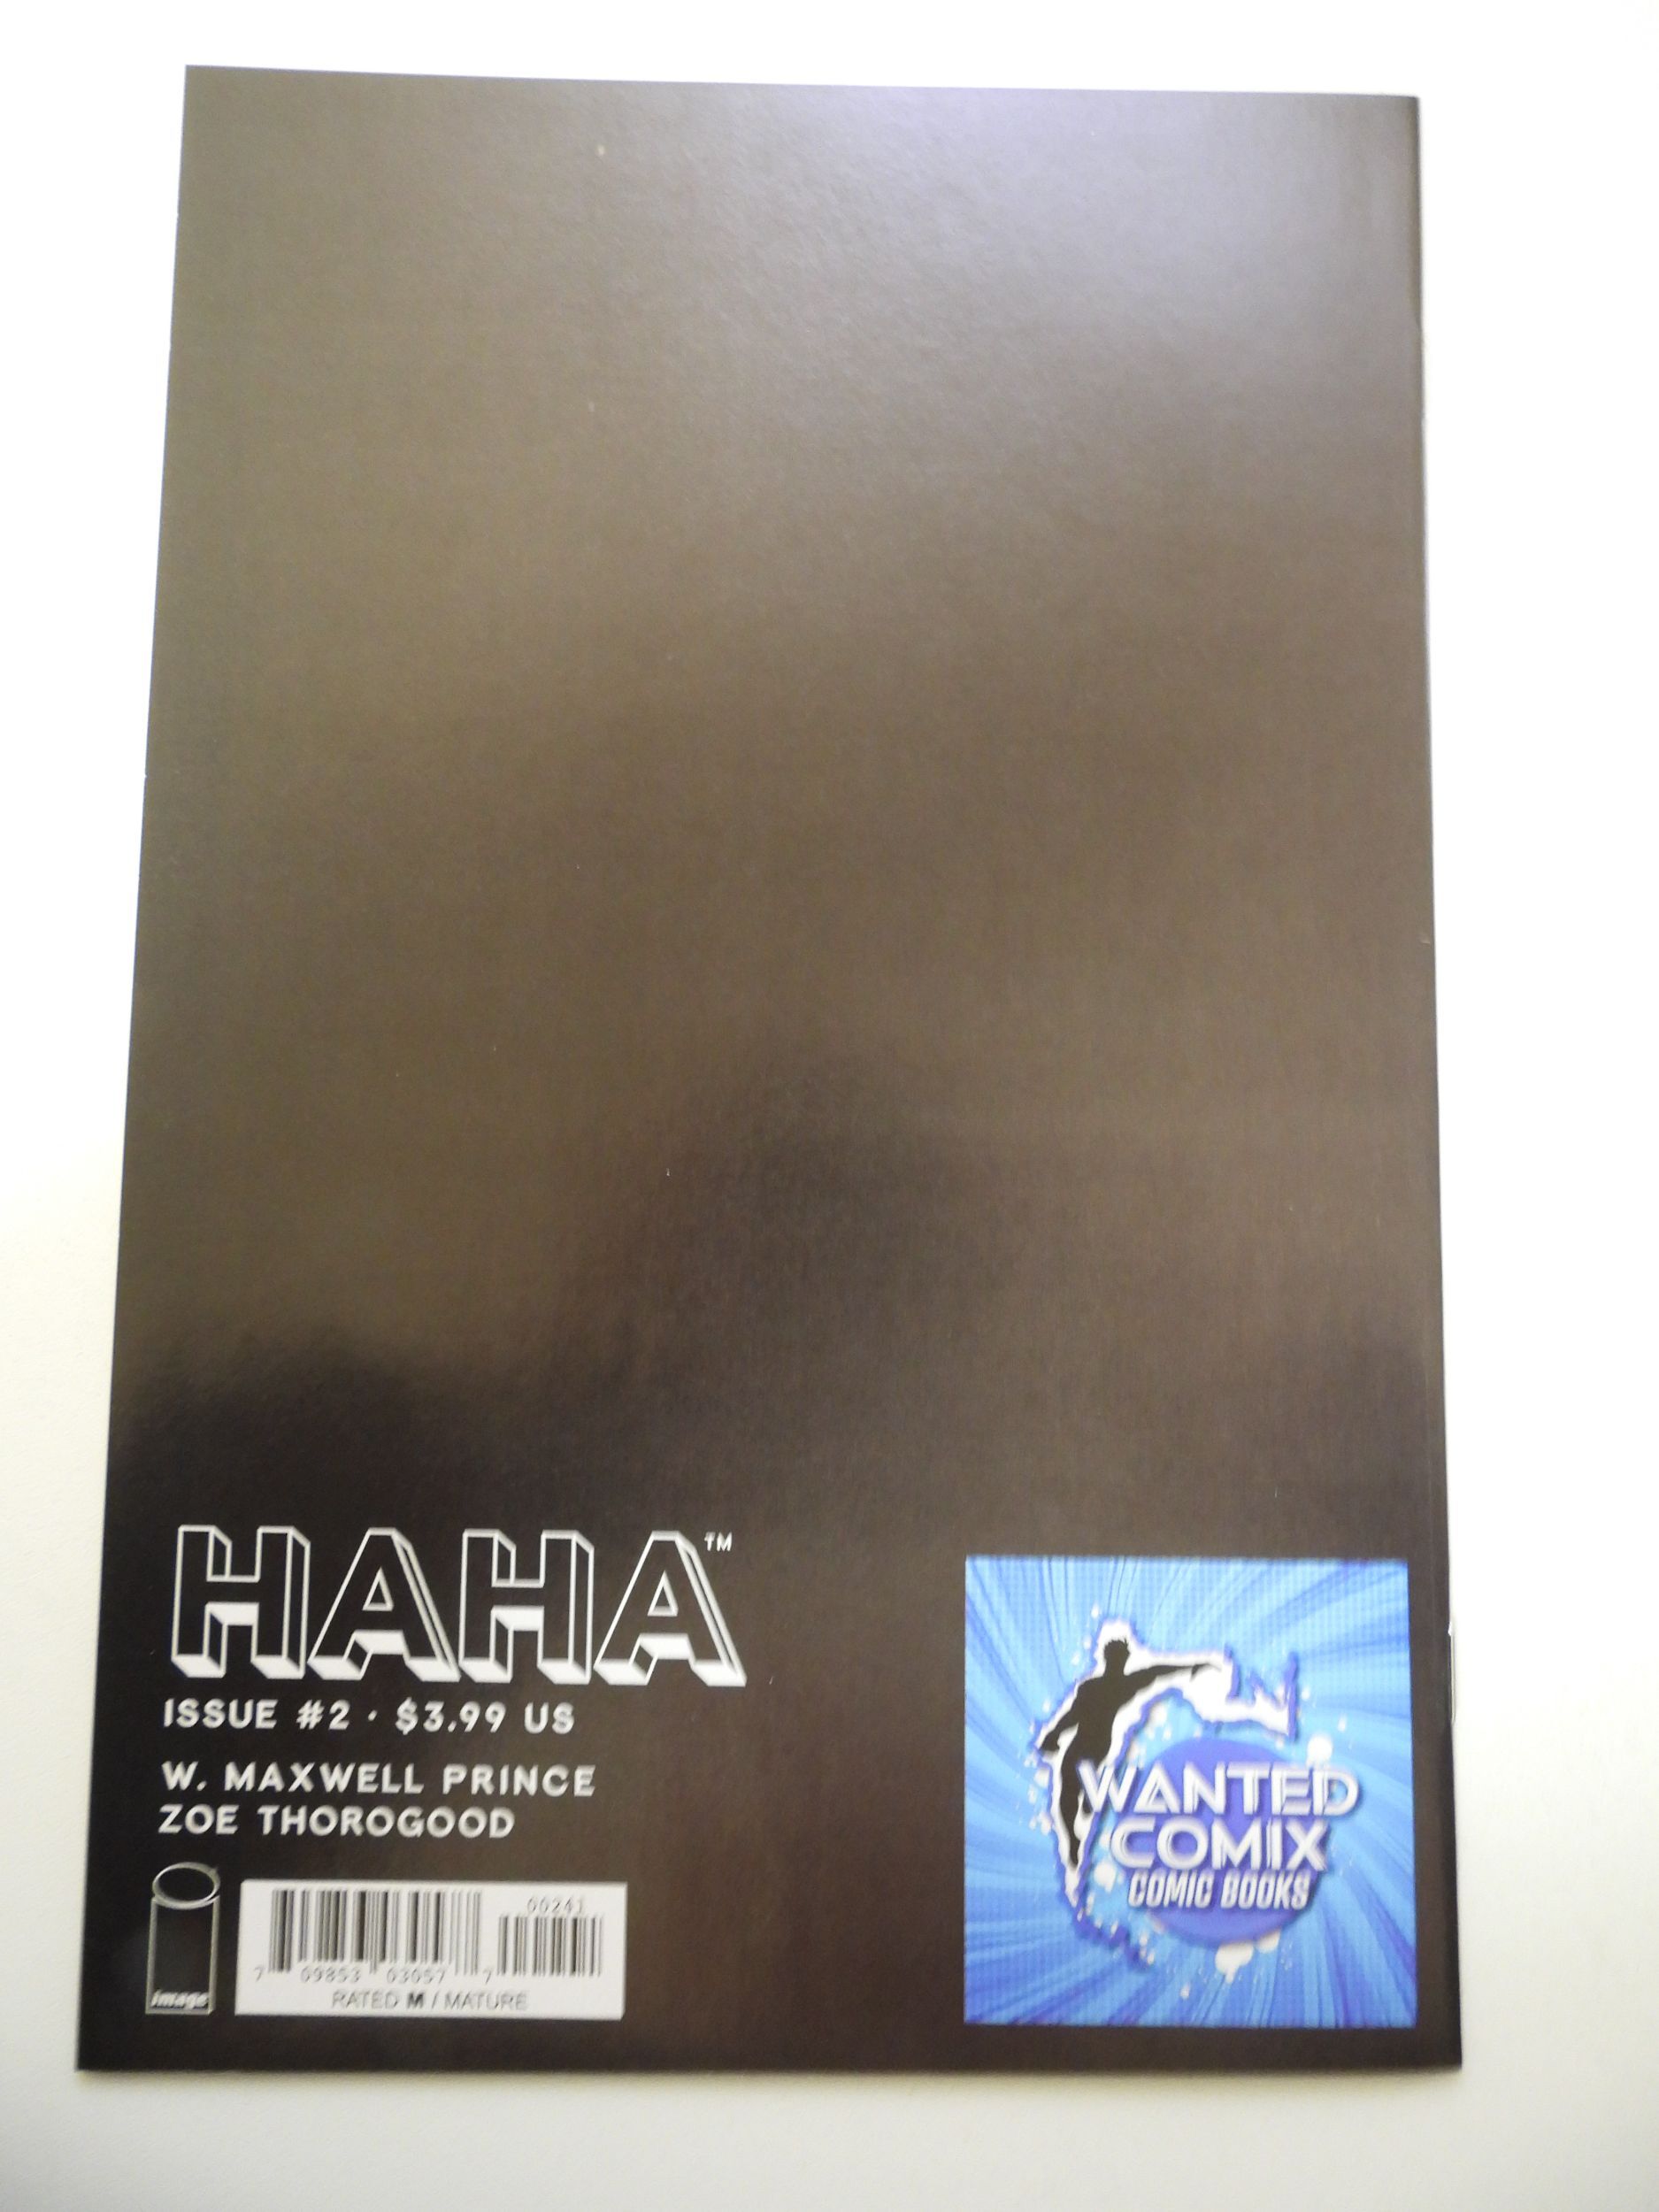 HAHA™
ISSUE #2 · $3.99 US
W. MAXWELL PRINCE
ZOE THOROGOOD
image
00241
7 09853 03057 7
RATED M / MATURE
WANTED
COMIX
COMIC BOOKS